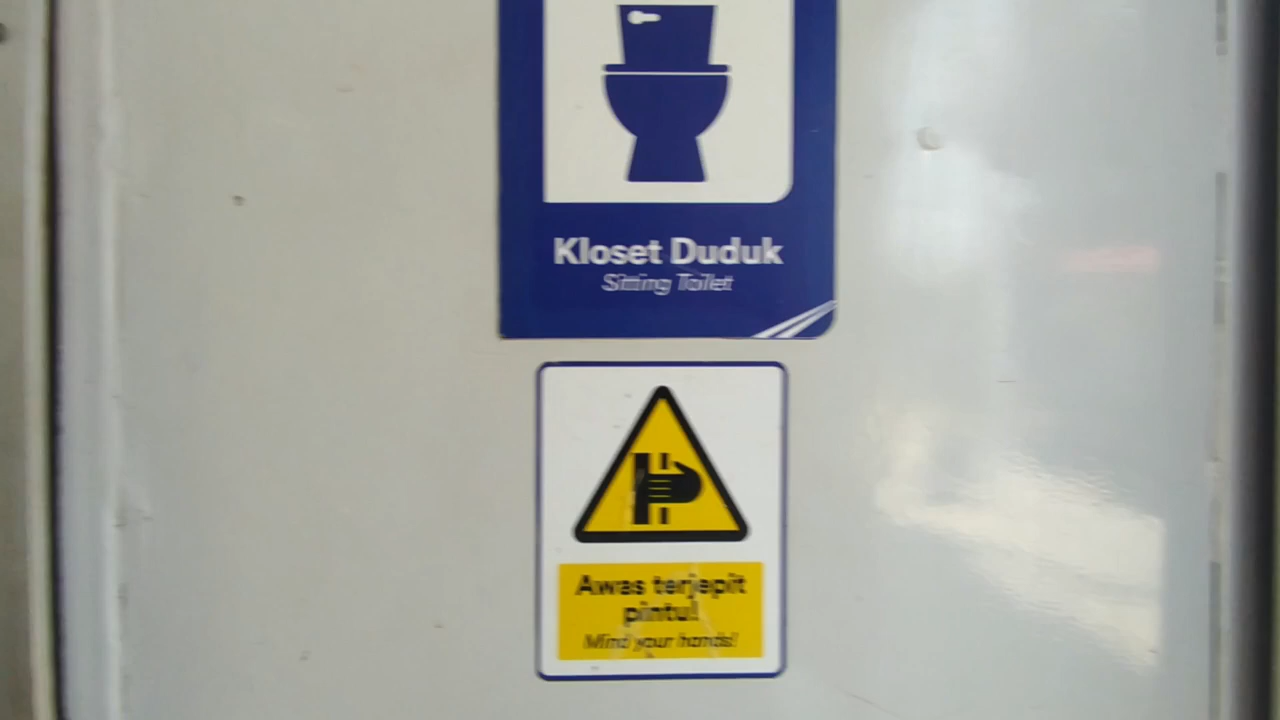 Kloset Duduk
Sitting Toilet
Awas terjepit
pintu!
Mind your hands!